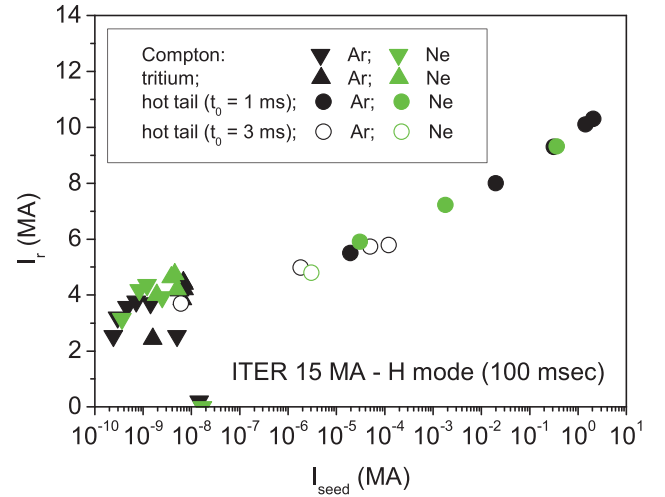 14
12
10
8
6
4
2
0
I_r (MA)
Compton: Ar; Ne
tritium; Ar; Ne
hot tail (t_0 = 1 ms); Ar; Ne
hot tail (t_0 = 3 ms); Ar; Ne
ITER 15 MA - H mode (100 msec)
10^-10 10^-9 10^-8 10^-7 10^-6 10^-5 10^-4 10^-3 10^-2 10^-1 10^0 10^1
I_seed (MA)